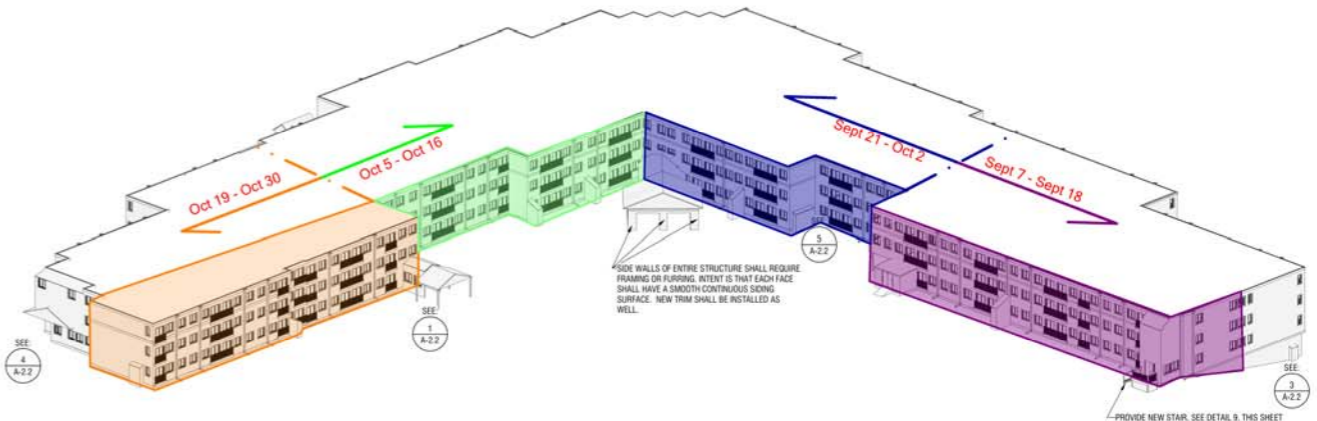 Sept 21 - Oct 2
Oct 5 - Oct 16
Sept 7 - Sept 18
Oct 19 - Oct 30
SIDE WALLS OF ENTIRE STRUCTURE SHALL REQUIRE
FRAMING OR FURRING. INTENT IS THAT EACH FACE
SHALL HAVE A SMOOTH CONTINUOUS SIDING
SURFACE. NEW TRIM SHALL BE INSTALLED AS
WELL.
SEE:
5
A-2.2
SEE:
1
A-2.2
SEE:
4
A-2.2
SEE:
3
A-2.2
PROVIDE NEW STAIR. SEE DETAIL 9, THIS SHEET